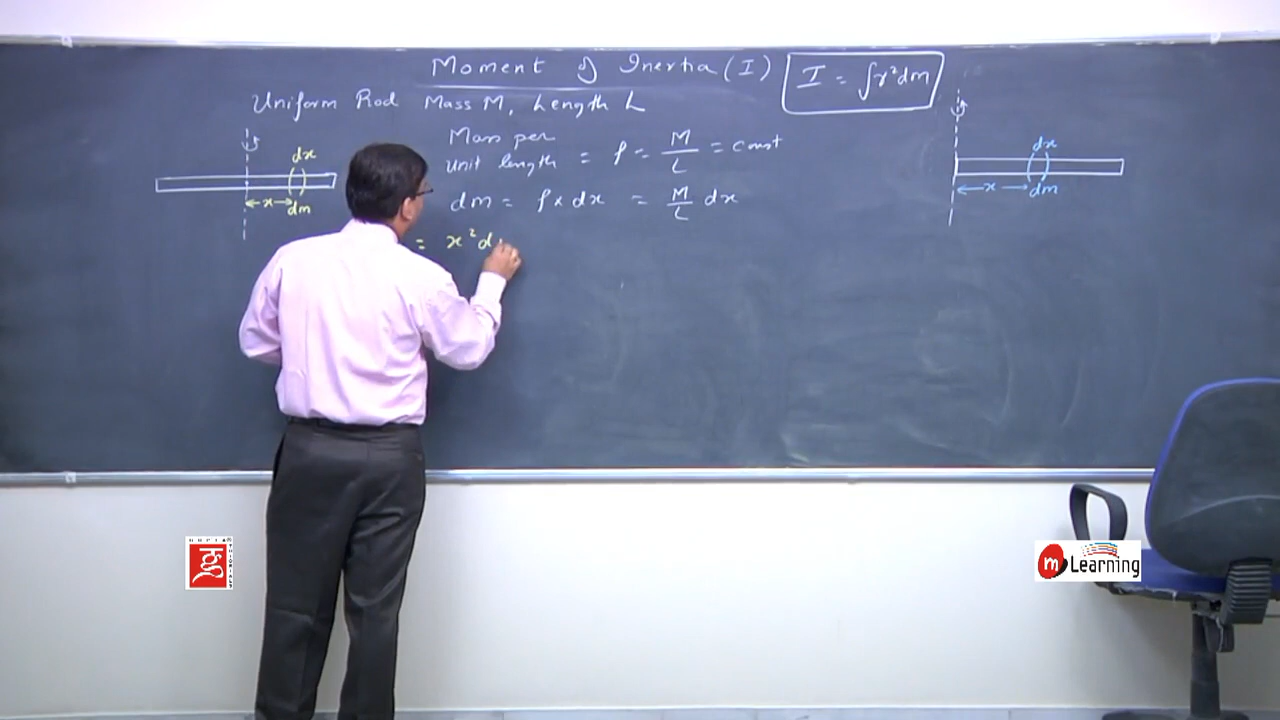 Moment of Inertia (I)
I = ∫r²dm
Uniform Rod Mass M, Length L
Mass per
unit length = ρ = M/L = const
dm = ρ x dx = M/L dx
= x² d
dx
x
dm
dx
x
dm
m Learning